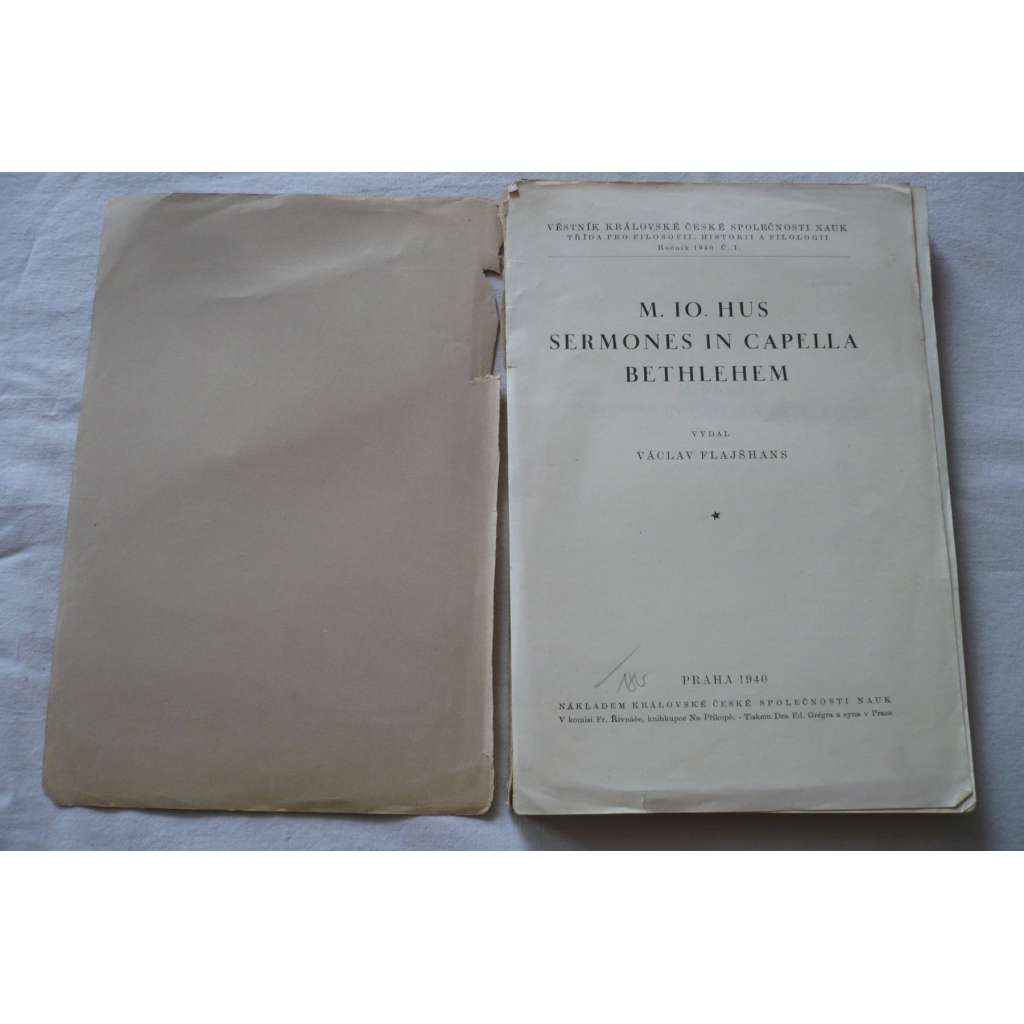 VĚSTNÍK KRÁLOVSKÉ ČESKÉ SPOLEČNOSTI NAUK
TŘÍDA PRO FILOSOFII, HISTORII A FILOLOGII
Ročník 1940. Č. I.
M. IO. HUS
SERMONES IN CAPELLA
BETHLEHEM
VYDAL
VÁCLAV FLAJŠHANS
185
PRAHA 1940
NÁKLADEM KRÁLOVSKÉ ČESKÉ SPOLEČNOSTI NAUK
V komisi Fr. Řivnáče, knihkupce Na Příkopě. - Tiskem Dra Ed. Grégra a syna v Praze